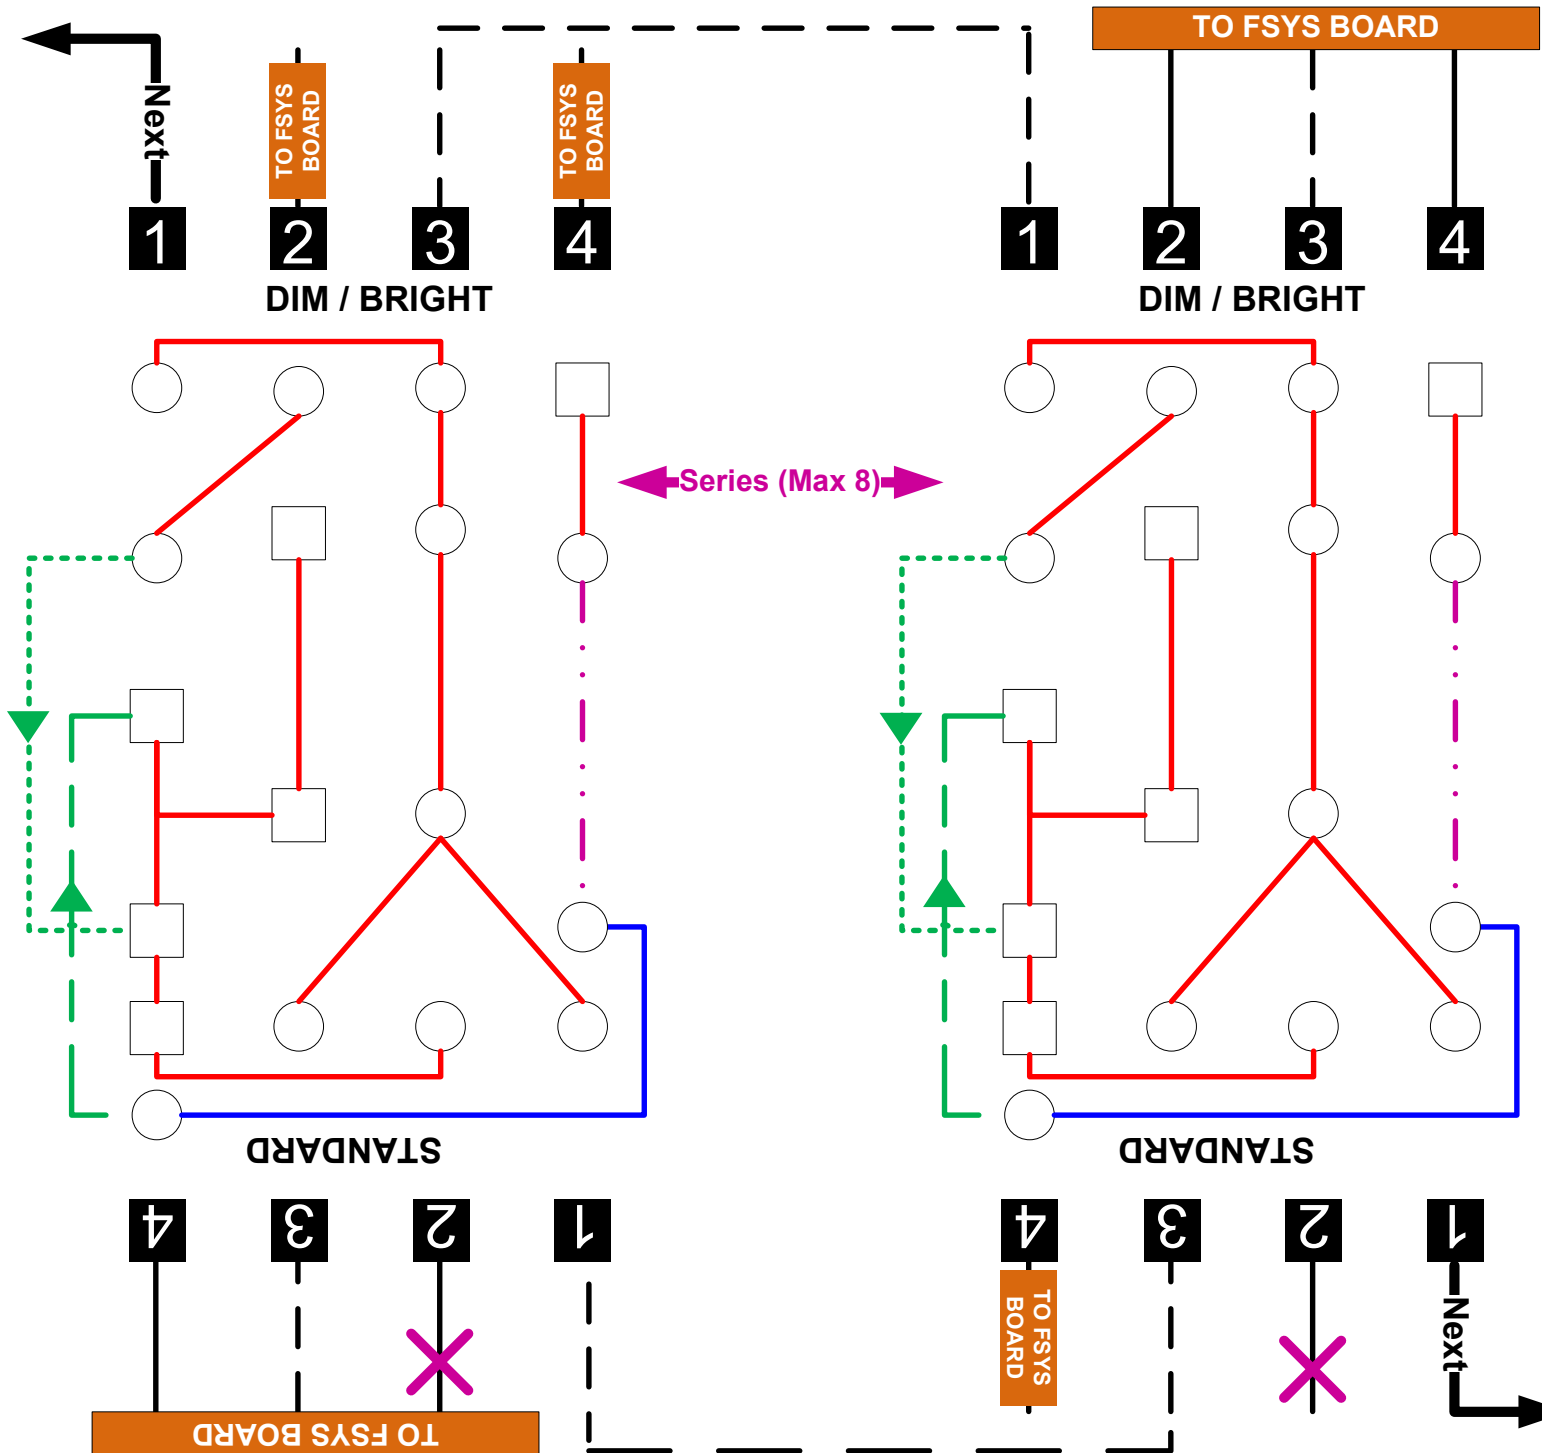 TO FSYS BOARD
Next
TO FSYS
BOARD
TO FSYS
BOARD
1 2 3 4
1 2 3 4
DIM / BRIGHT
DIM / BRIGHT
Series (Max 8)
STANDARD
STANDARD
4 3 2 1
4 3 2 1
TO FSYS
BOARD
Next
TO FSYS BOARD